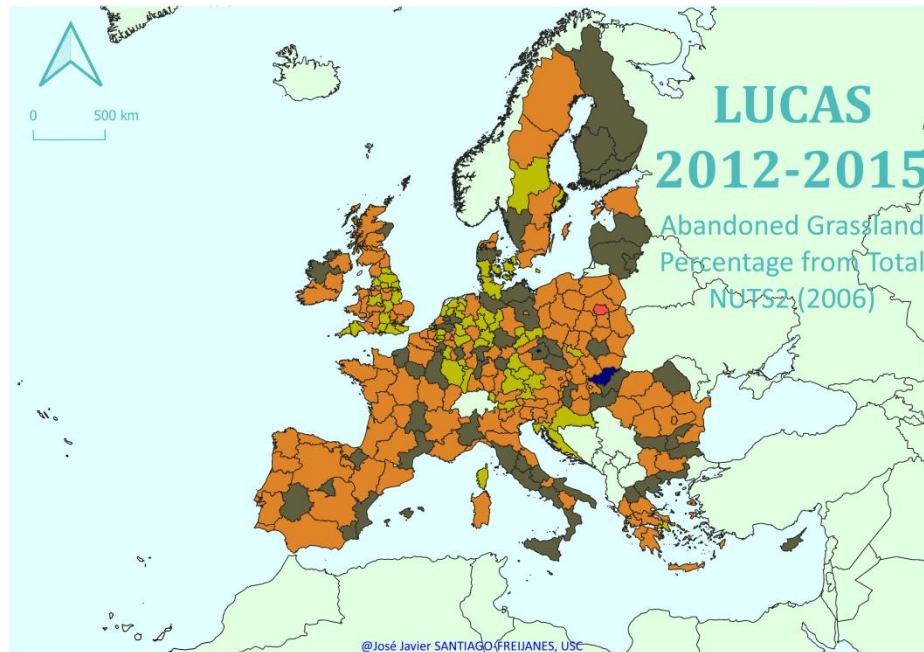 0 500 km
LUCAS
2012-2015
Abandoned Grassland
Percentage from Total
NUTS2 (2006)
@José Javier SANTIAGO-FREIJANES, USC